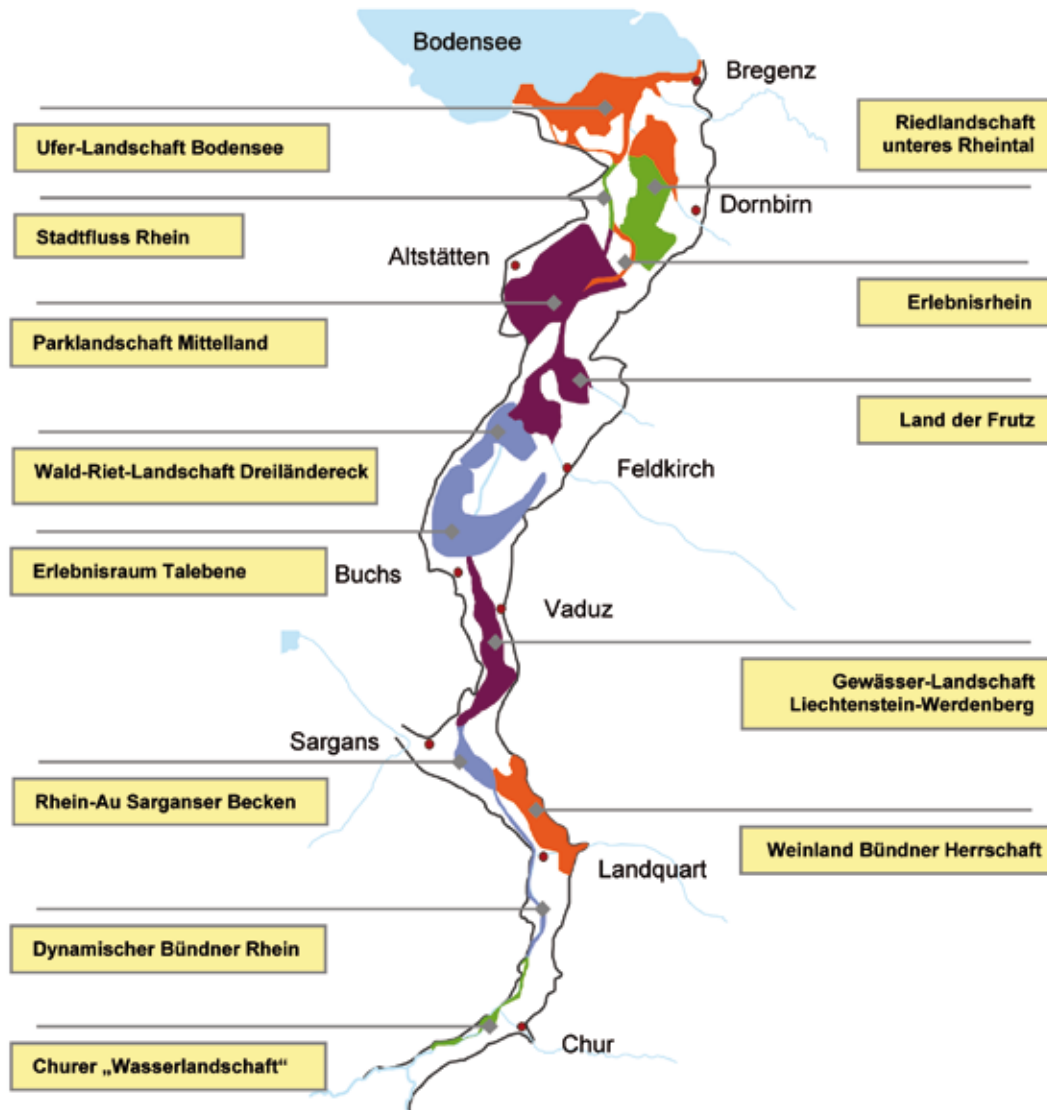 Bodensee
Bregenz
Ufer-Landschaft Bodensee
Riedlandschaft
unteres Rheintal
Stadtfluss Rhein
Dornbirn
Altstätten
Erlebnisrhein
Parklandschaft Mittelland
Land der Frutz
Wald-Riet-Landschaft Dreiländereck
Feldkirch
Erlebnisraum Talebene
Buchs
Vaduz
Gewässer-Landschaft
Liechtenstein-Werdenberg
Sargans
Rhein-Au Sarganser Becken
Weinland Bündner Herrschaft
Landquart
Dynamischer Bündner Rhein
Chur
Churer „Wasserlandschaft“